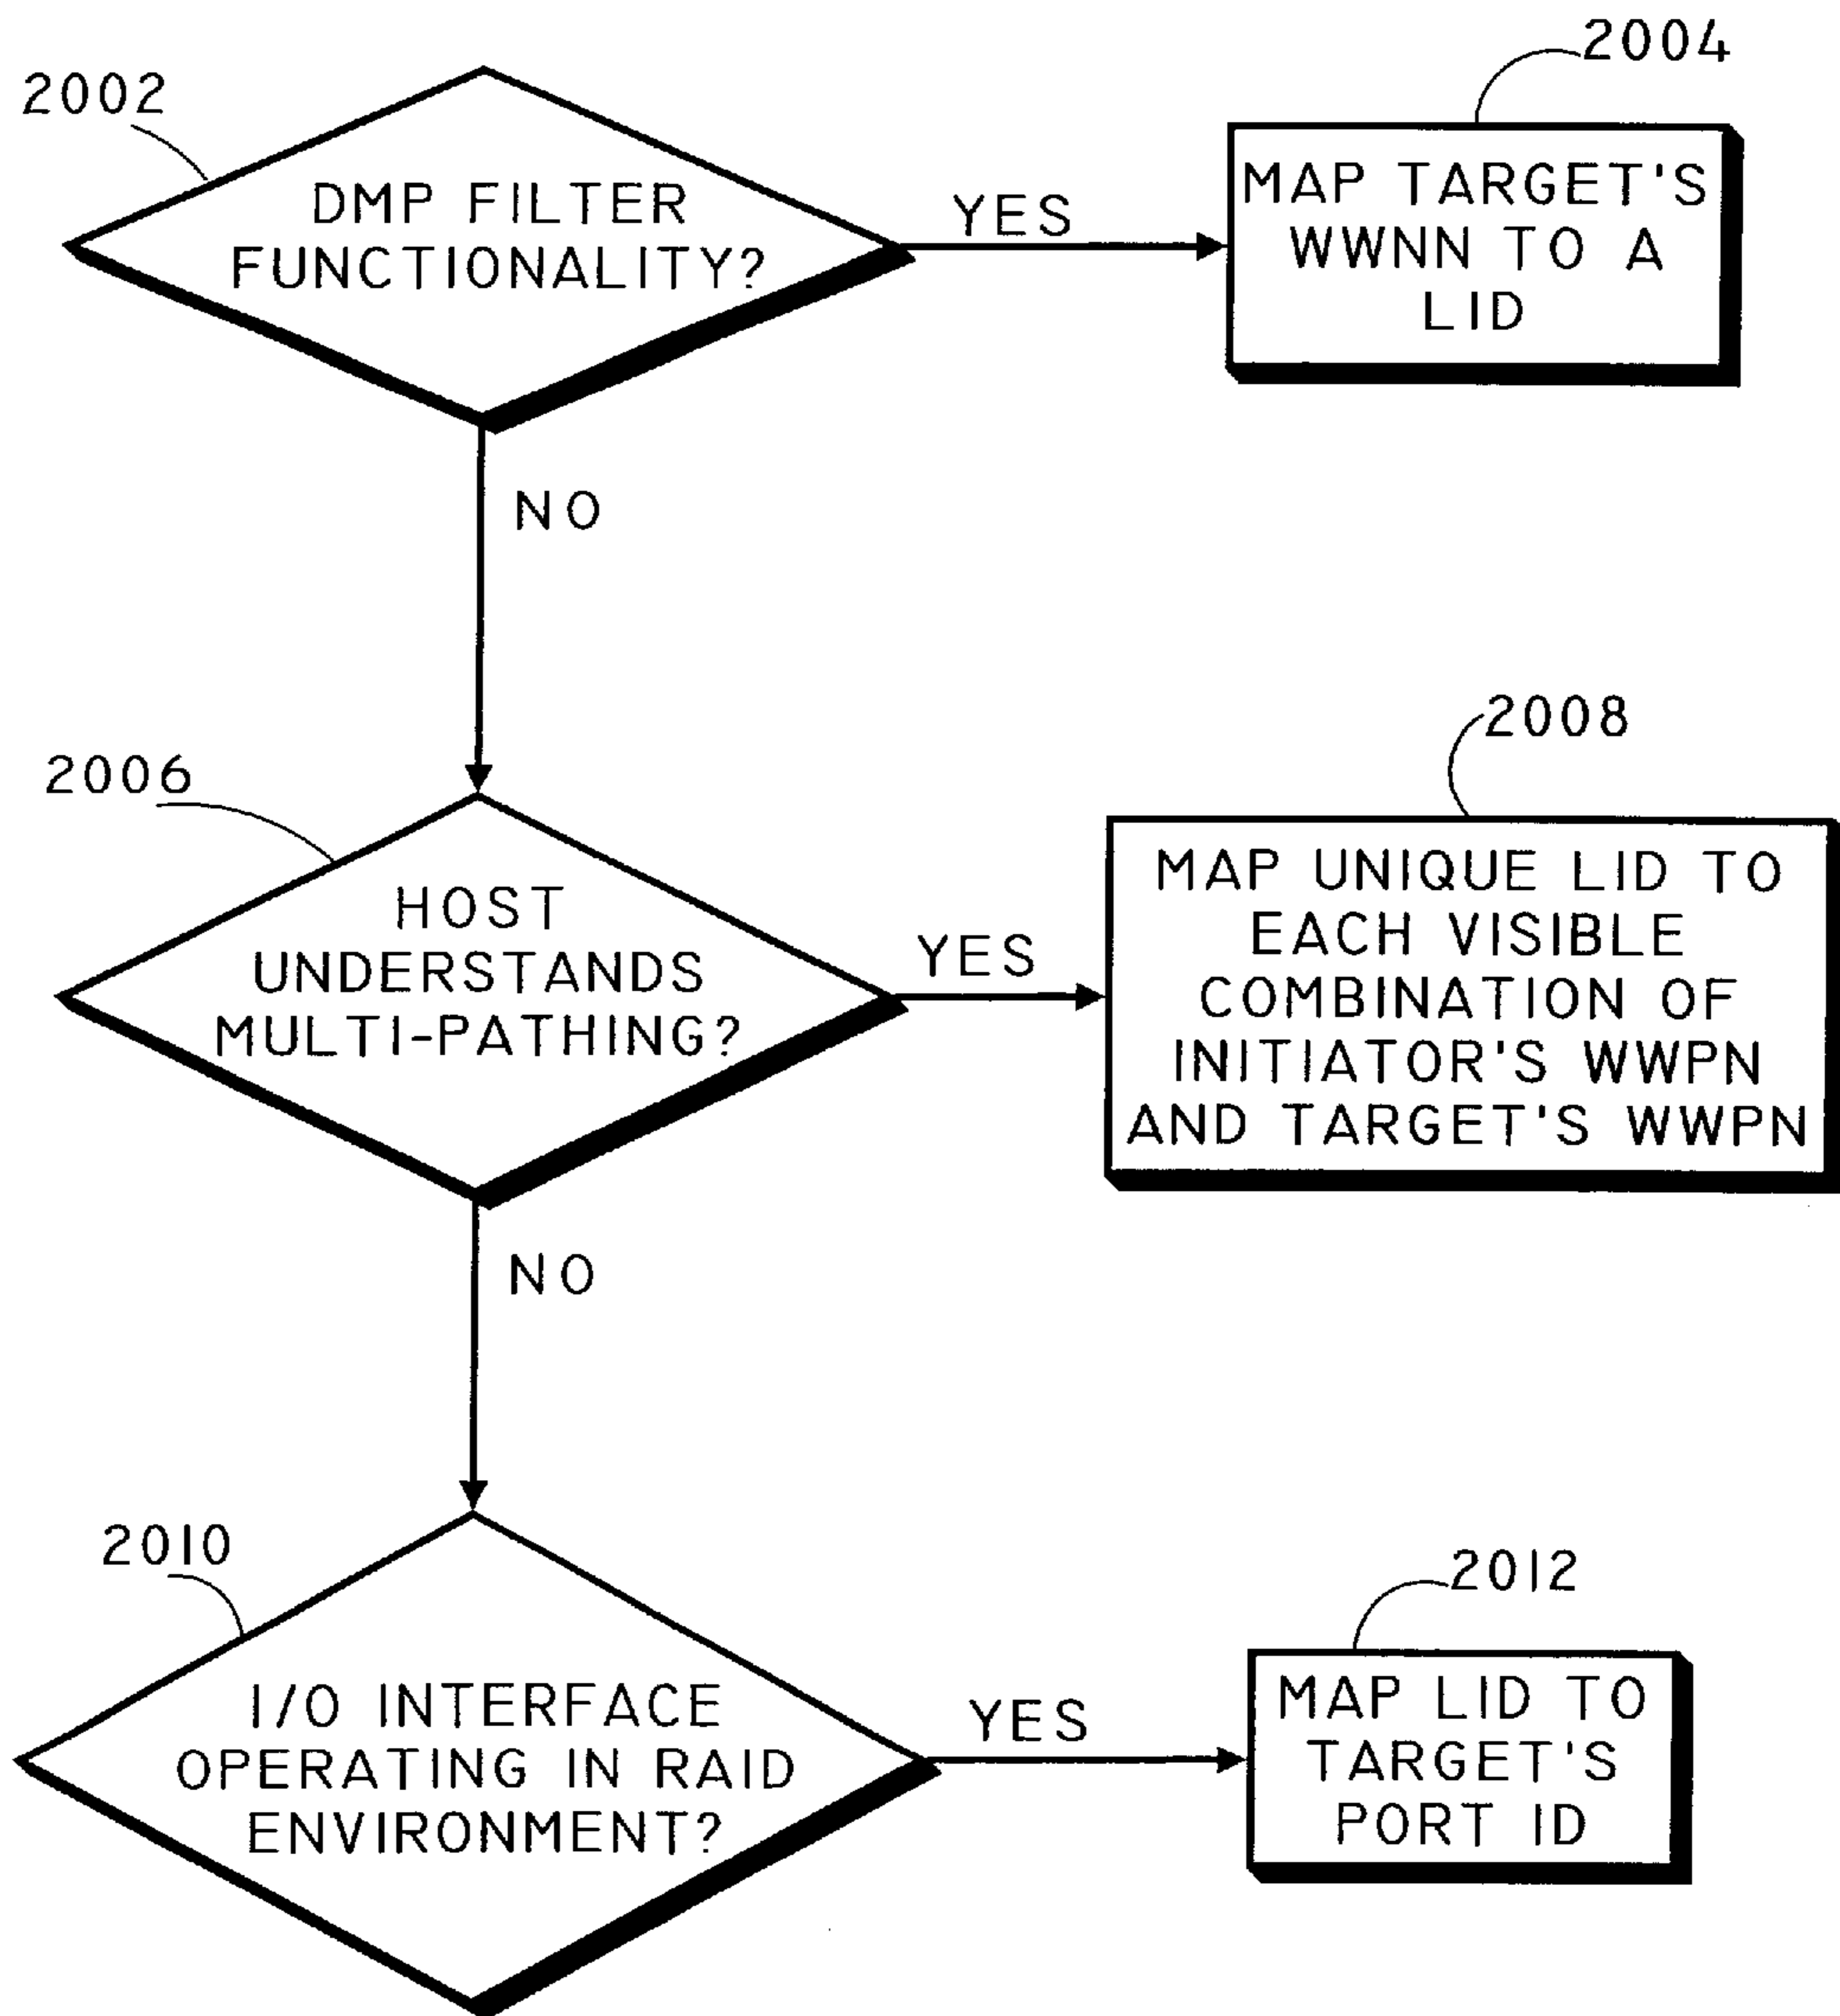 2002
2004
DMP FILTER
FUNCTIONALITY?
YES
MAP TARGET'S
WWNN TO A
LID
NO
2006
2008
HOST
UNDERSTANDS
MULTI-PATHING?
YES
MAP UNIQUE LID TO
EACH VISIBLE
COMBINATION OF
INITIATOR'S WWPN
AND TARGET'S WWPN
NO
2010
2012
I/O INTERFACE
OPERATING IN RAID
ENVIRONMENT?
YES
MAP LID TO
TARGET'S
PORT ID